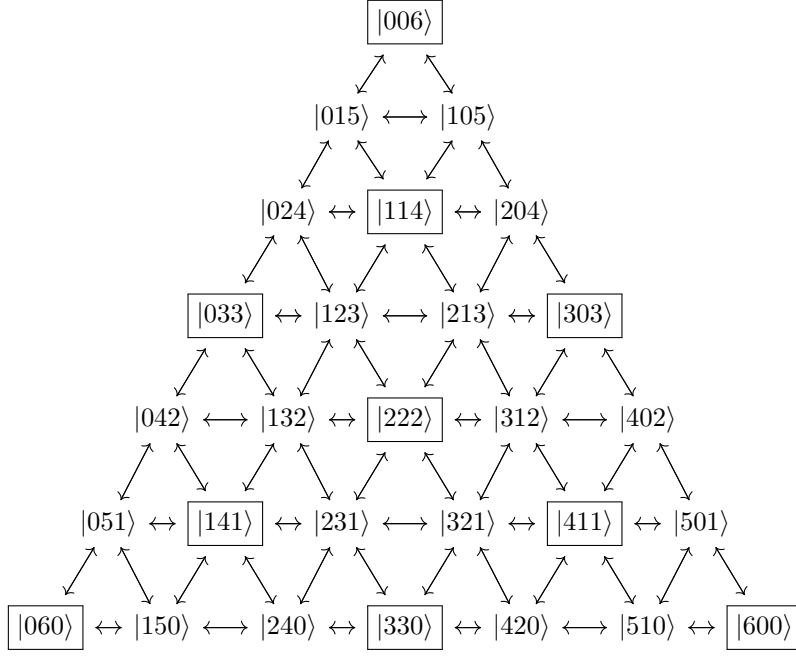 |006⟩
|015⟩ |105⟩
|024⟩ |114⟩ |204⟩
|033⟩ |123⟩ |213⟩ |303⟩
|042⟩ |132⟩ |222⟩ |312⟩ |402⟩
|051⟩ |141⟩ |231⟩ |321⟩ |411⟩ |501⟩
|060⟩ |150⟩ |240⟩ |330⟩ |420⟩ |510⟩ |600⟩